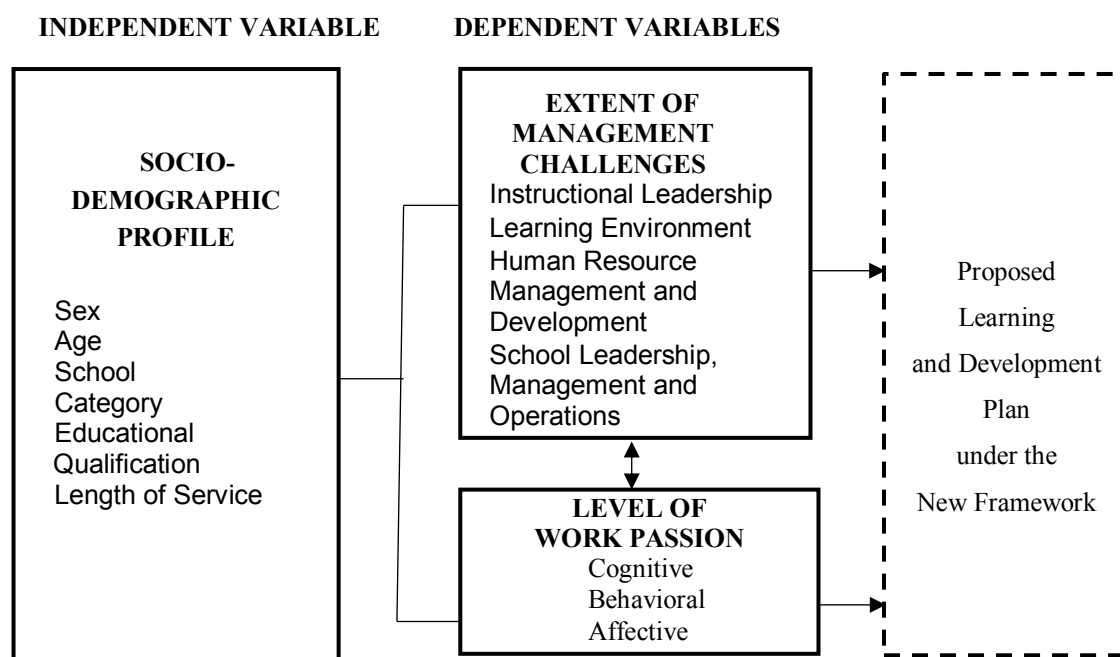 INDEPENDENT VARIABLE
DEPENDENT VARIABLES
SOCIO-
DEMOGRAPHIC
PROFILE
Sex
Age
School
Category
Educational
Qualification
Length of Service
EXTENT OF
MANAGEMENT
CHALLENGES
Instructional Leadership
Learning Environment
Human Resource
Management and
Development
School Leadership,
Management and
Operations
LEVEL OF
WORK PASSION
Cognitive
Behavioral
Affective
Proposed
Learning
and Development
Plan
under the
New Framework